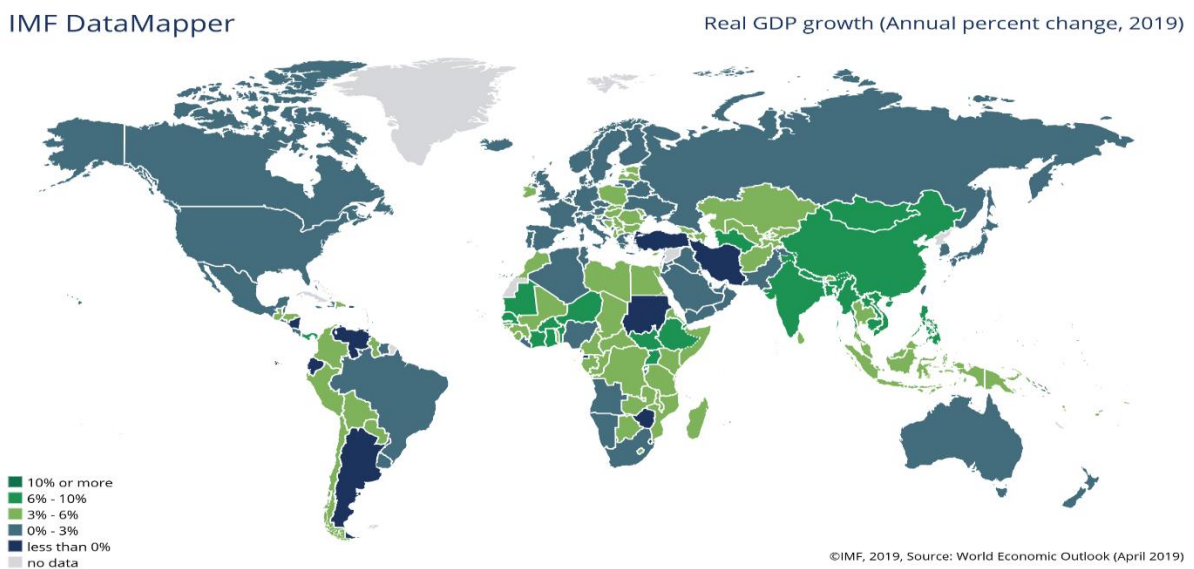 IMF DataMapper
Real GDP growth (Annual percent change, 2019)
10% or more
6% - 10%
3% - 6%
0% - 3%
less than 0%
no data
©IMF, 2019, Source: World Economic Outlook (April 2019)